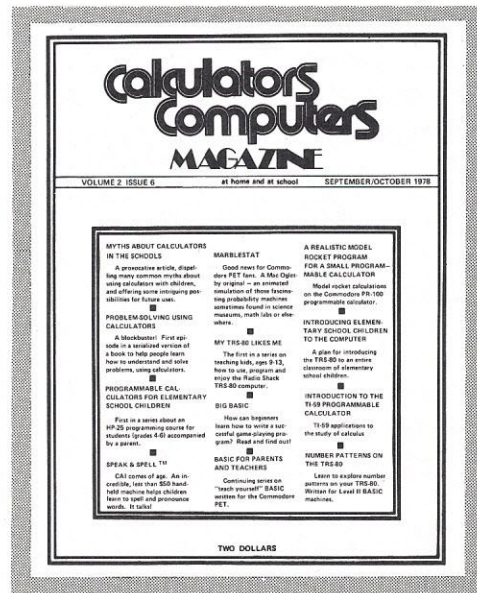 Calculators
Computers
MAGAZINE
VOLUME 2 ISSUE 6 at home and at school SEPTEMBER/OCTOBER 1978
MYTHS ABOUT CALCULATORS
IN THE SCHOOLS
A provocative article, dispel-
ling many common myths about
using calculators with children,
and offering some intriguing pos-
sibilities for future uses.
PROBLEM-SOLVING USING
CALCULATORS
A blockbuster! First epi-
sode in a serialized version of
a book to help people learn
how to understand and solve
problems, using calculators.
PROGRAMMABLE CAL-
CULATORS FOR ELEMENTARY
SCHOOL CHILDREN
First in a series about an
HP-25 programming course for
students (grades 4-6) accompanied
by a parent.
SPEAK & SPELL ™
CAI comes of age. An in-
credible, less than $50 hand-
held machine helps children
learn to spell and pronounce
words. It talks!
MARBLESTAT
Good news for Commo-
dore PET fans. A Mac Ogles-
by original — an animated
simulation of those fascina-
ting probability machines
sometimes found in science
museums, math labs or else-
where.
MY TRS-80 LIKES ME
The first in a series on
teaching kids, ages 9-13,
how to use, program and
enjoy the Radio Shack
TRS-80 computer.
BIG BASIC
How can beginners
learn how to write a suc-
cessful game-playing pro-
gram? Read and find out!
BASIC FOR PARENTS
AND TEACHERS
Continuing series on
"teach yourself" BASIC
written for the Commodore
PET.
A REALISTIC MODEL
ROCKET PROGRAM
FOR A SMALL PROGRAM—
MABLE CALCULATOR
Model rocket calculations
on the Commodore PR-100
programmable calculator.
INTRODUCING ELEMEN-
TARY SCHOOL CHILDREN
TO THE COMPUTER
A plan for introducing
the TRS-80 to an entire
classroom of elementary
school children.
INTRODUCTION TO THE
TI-59 PROGRAMMABLE
CALCULATOR
TI-59 applications to
the study of calculus
NUMBER PATTERNS ON
THE TRS-80
Learn to explore number
patterns on your TRS-80.
Written for Level II BASIC
machines.
TWO DOLLARS